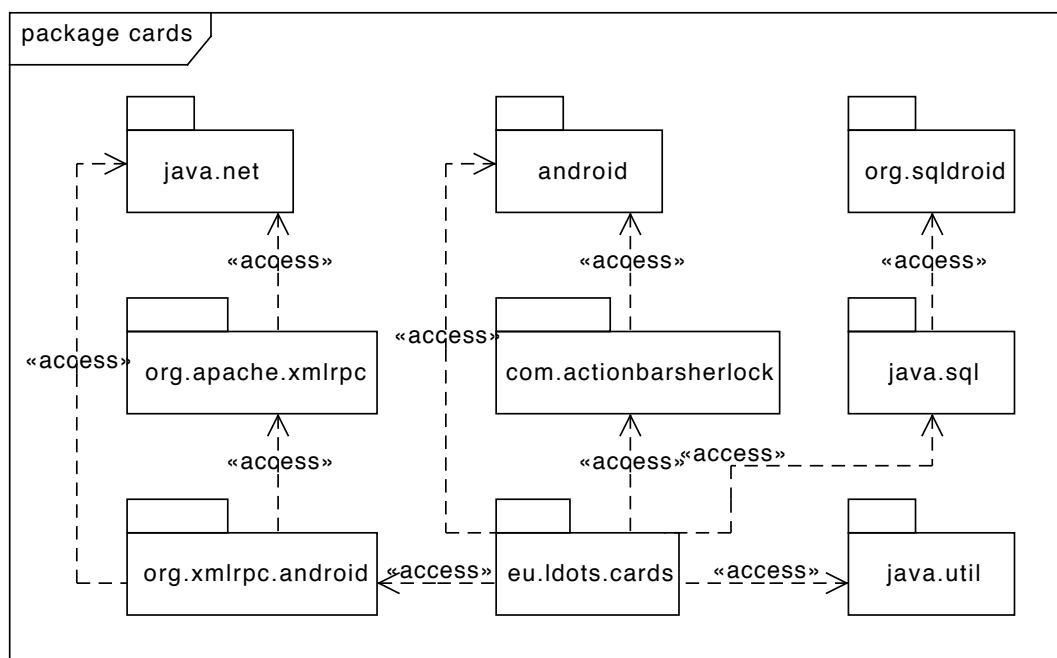 package cards
java.net
android
org.sqldroid
«access»
«access»
«access»
«access»
«access»
org.apache.xmlrpc
com.actionbarsherlock
java.sql
«access»
«access»
«access»
org.xmlrpc.android
«access»
eu.ldots.cards
«access»
java.util